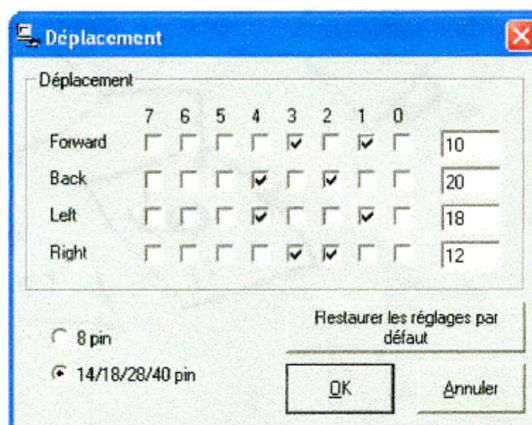 Déplacement
Déplacement
7 6 5 4 3 2 1 0
Forward 10
Back 20
Left 18
Right 12
8 pin
14/18/28/40 pin
Restaurer les réglages par
défaut
OK
Annuler